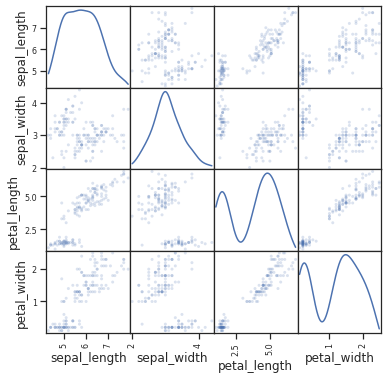 sepal_length
7
6
5
sepal_width
4
3
2
petal_length
5.0
2.5
petal_width
2
1
5 6 7 2 4 2.5 5.0 1 2
sepal_length sepal_width petal_length petal_width